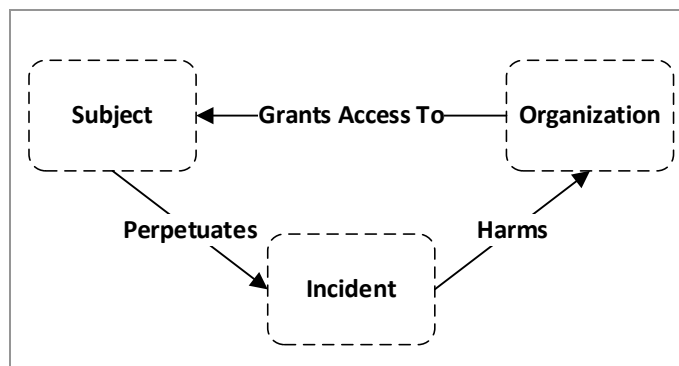 Subject
Grants Access To
Organization
Perpetuates
Harms
Incident